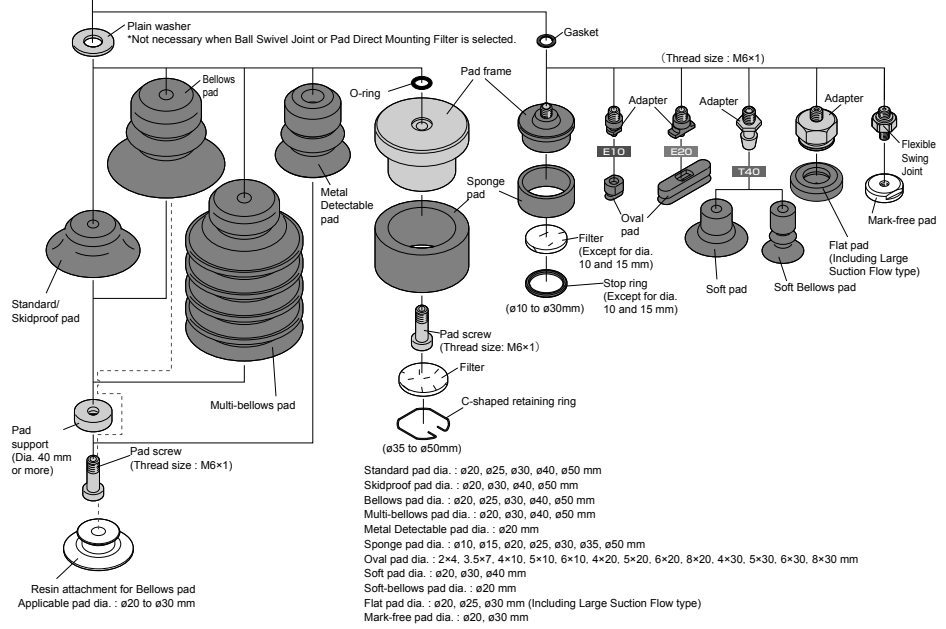 Plain washer
*Not necessary when Ball Swivel Joint or Pad Direct Mounting Filter is selected.
Gasket
(Thread size : M6×1)
Bellows
pad
O-ring
Pad frame
Adapter
Adapter
Adapter
E10
E20
T40
Flexible
Swing
Joint
Metal
Detectable
pad
Sponge
pad
Oval
pad
Mark-free pad
Filter
(Except for dia.
10 and 15 mm)
Flat pad
(Including Large
Suction Flow type)
Stop ring
(Except for dia.
10 and 15 mm)
Soft pad
Soft Bellows pad
(ø10 to ø30mm)
Standard/
Skidproof pad
Pad screw
(Thread size: M6×1)
Filter
Multi-bellows pad
C-shaped retaining ring
(ø35 to ø50mm)
Pad
support
(Dia. 40 mm
or more)
Pad screw
(Thread size : M6×1)
Resin attachment for Bellows pad
Applicable pad dia. : ø20 to ø30 mm
Standard pad dia. : ø20, ø25, ø30, ø40, ø50 mm
Skidproof pad dia. : ø20, ø30, ø40, ø50 mm
Bellows pad dia. : ø20, ø25, ø30, ø40, ø50 mm
Multi-bellows pad dia. : ø20, ø30, ø40, ø50 mm
Metal Detectable pad dia. : ø20 mm
Sponge pad dia. : ø10, ø15, ø20, ø25, ø30, ø35, ø50 mm
Oval pad dia. : 2×4, 3.5×7, 4×10, 5×10, 6×10, 4×20, 5×20, 6×20, 8×20, 4×30, 5×30, 6×30, 8×30 mm
Soft pad dia. : ø20, ø30, ø40 mm
Soft-bellows pad dia. : ø20 mm
Flat pad dia. : ø20, ø25, ø30 mm (Including Large Suction Flow type)
Mark-free pad dia. : ø20, ø30 mm